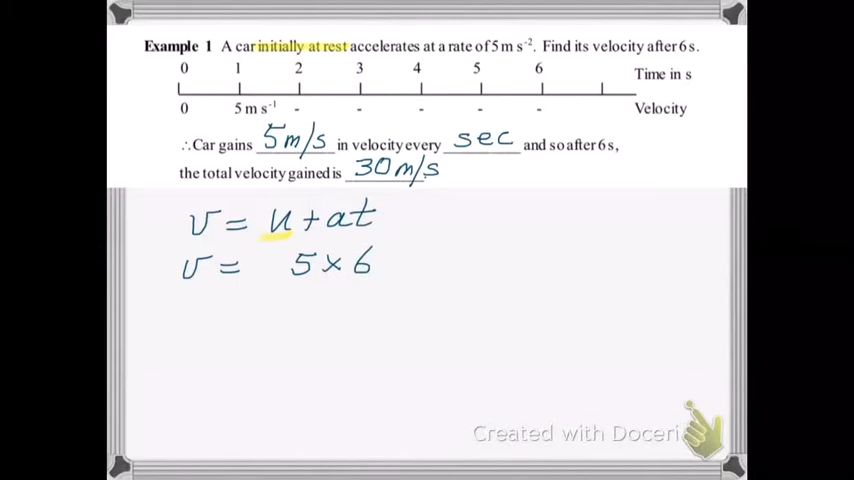 Example 1 A car initially at rest accelerates at a rate of 5 m s⁻². Find its velocity after 6 s.
0 1 2 3 4 5 6 Time in s
0 5 m s⁻¹ - - - - - Velocity
∴Car gains 5m/s in velocity every sec and so after 6 s,
the total velocity gained is 30m/s
v = u + at
v = 5 × 6
Created with Doceri